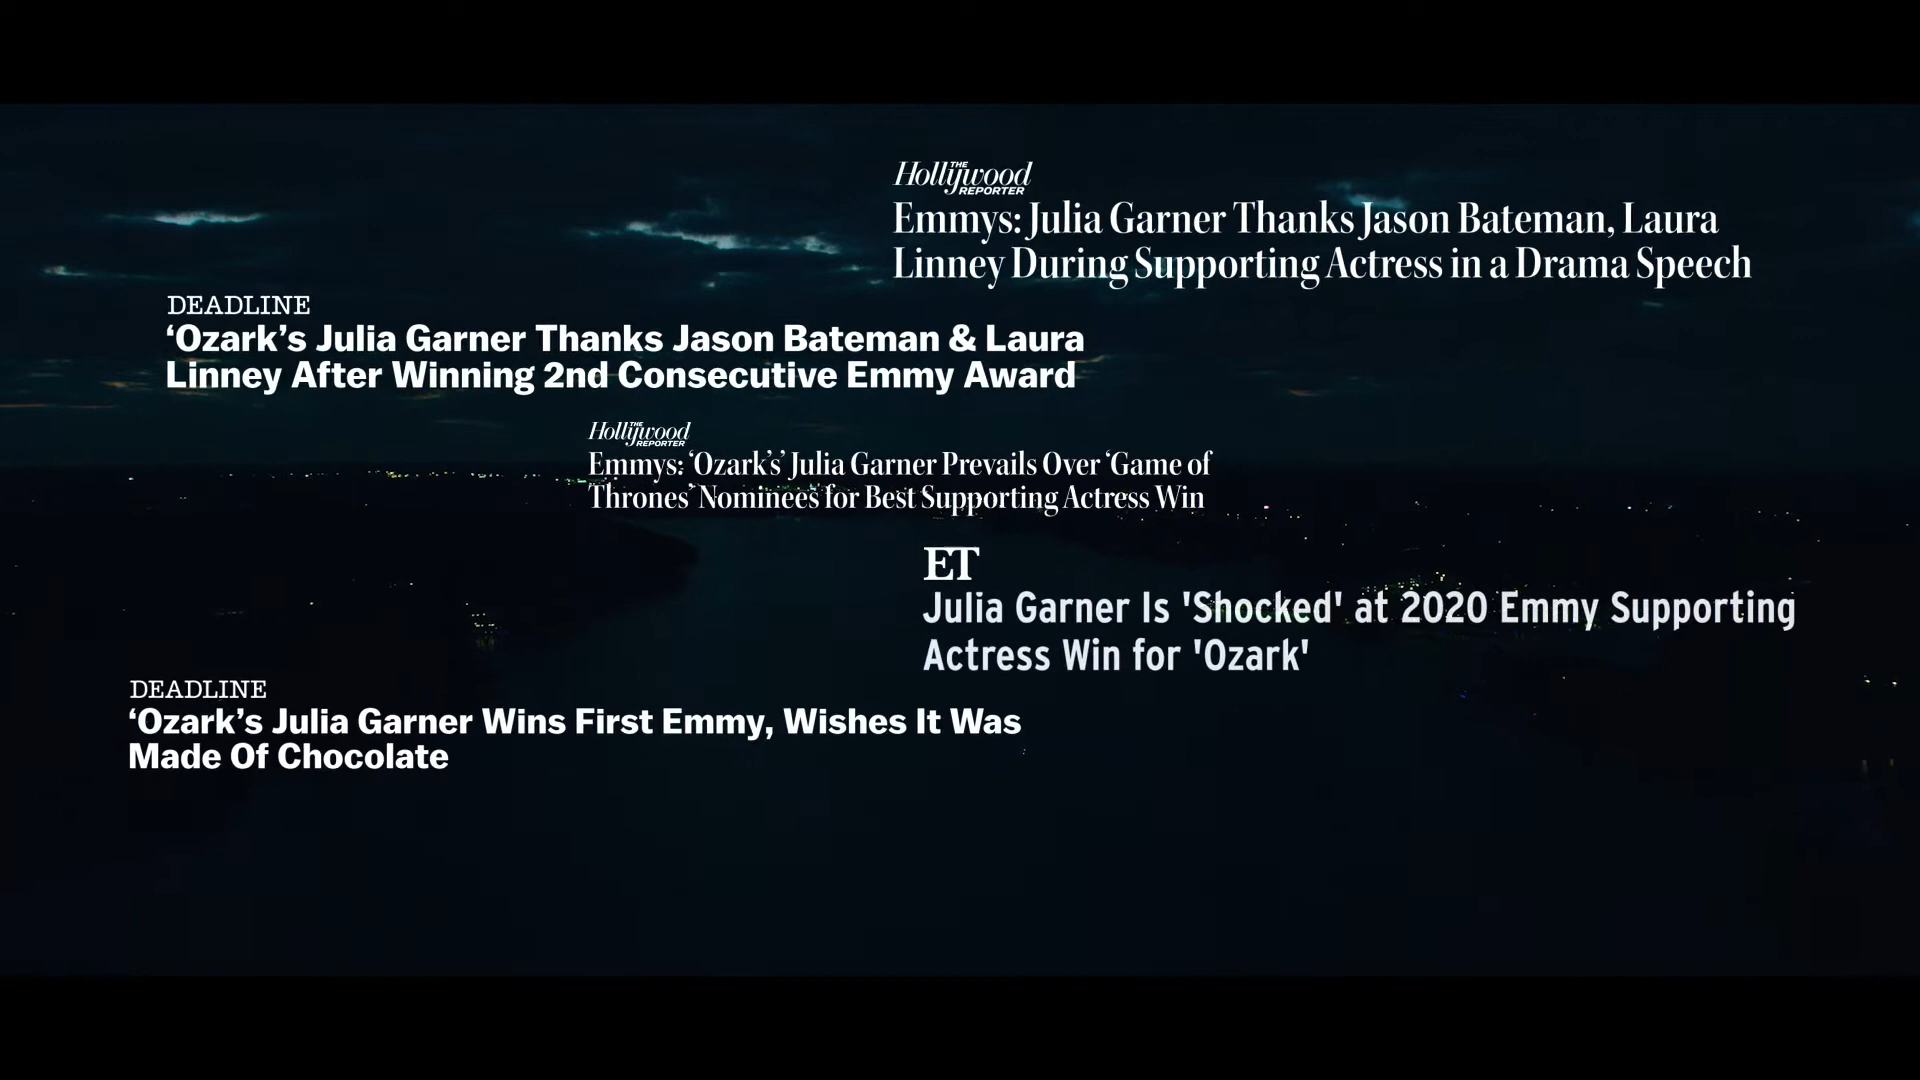 THE
Hollywood
REPORTER
Emmys: Julia Garner Thanks Jason Bateman, Laura
Linney During Supporting Actress in a Drama Speech
DEADLINE
‘Ozark’s Julia Garner Thanks Jason Bateman & Laura
Linney After Winning 2nd Consecutive Emmy Award
THE
Hollywood
REPORTER
Emmys: ‘Ozark’s’ Julia Garner Prevails Over ‘Game of
Thrones’ Nominees for Best Supporting Actress Win
ET
Julia Garner Is 'Shocked' at 2020 Emmy Supporting
Actress Win for 'Ozark'
DEADLINE
‘Ozark’s Julia Garner Wins First Emmy, Wishes It Was
Made Of Chocolate